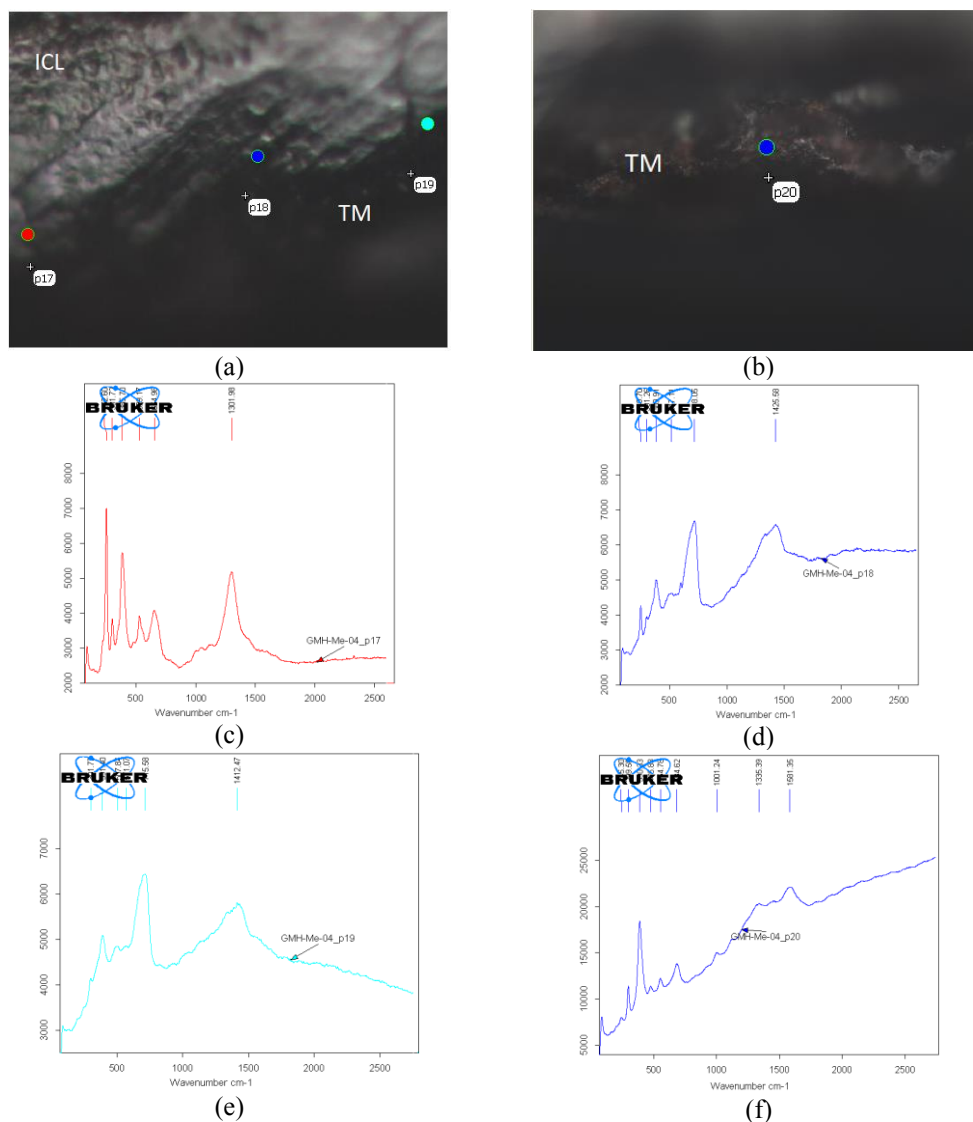 ICL
p17
p18
TM
p19
(a)
TM
p20
(b)
BRUKER
1301.98
8000
7000
6000
5000
4000
3000
2000
GMH-Me-04_p17
500
1000
1500
2000
2500
Wavenumber cm-1
(c)
BRUKER
1425.58
8000
7000
6000
5000
4000
3000
2000
GMH-Me-04_p18
500
1000
1500
2000
2500
Wavenumber cm-1
(d)
BRUKER
1412.47
7000
6000
5000
4000
3000
GMH-Me-04_p19
500
1000
1500
2000
2500
Wavenumber cm-1
(e)
BRUKER
1001.24
1335.39
1581.35
25000
20000
15000
10000
5000
GMH-Me-04_p20
500
1000
1500
2000
2500
Wavenumber cm-1
(f)